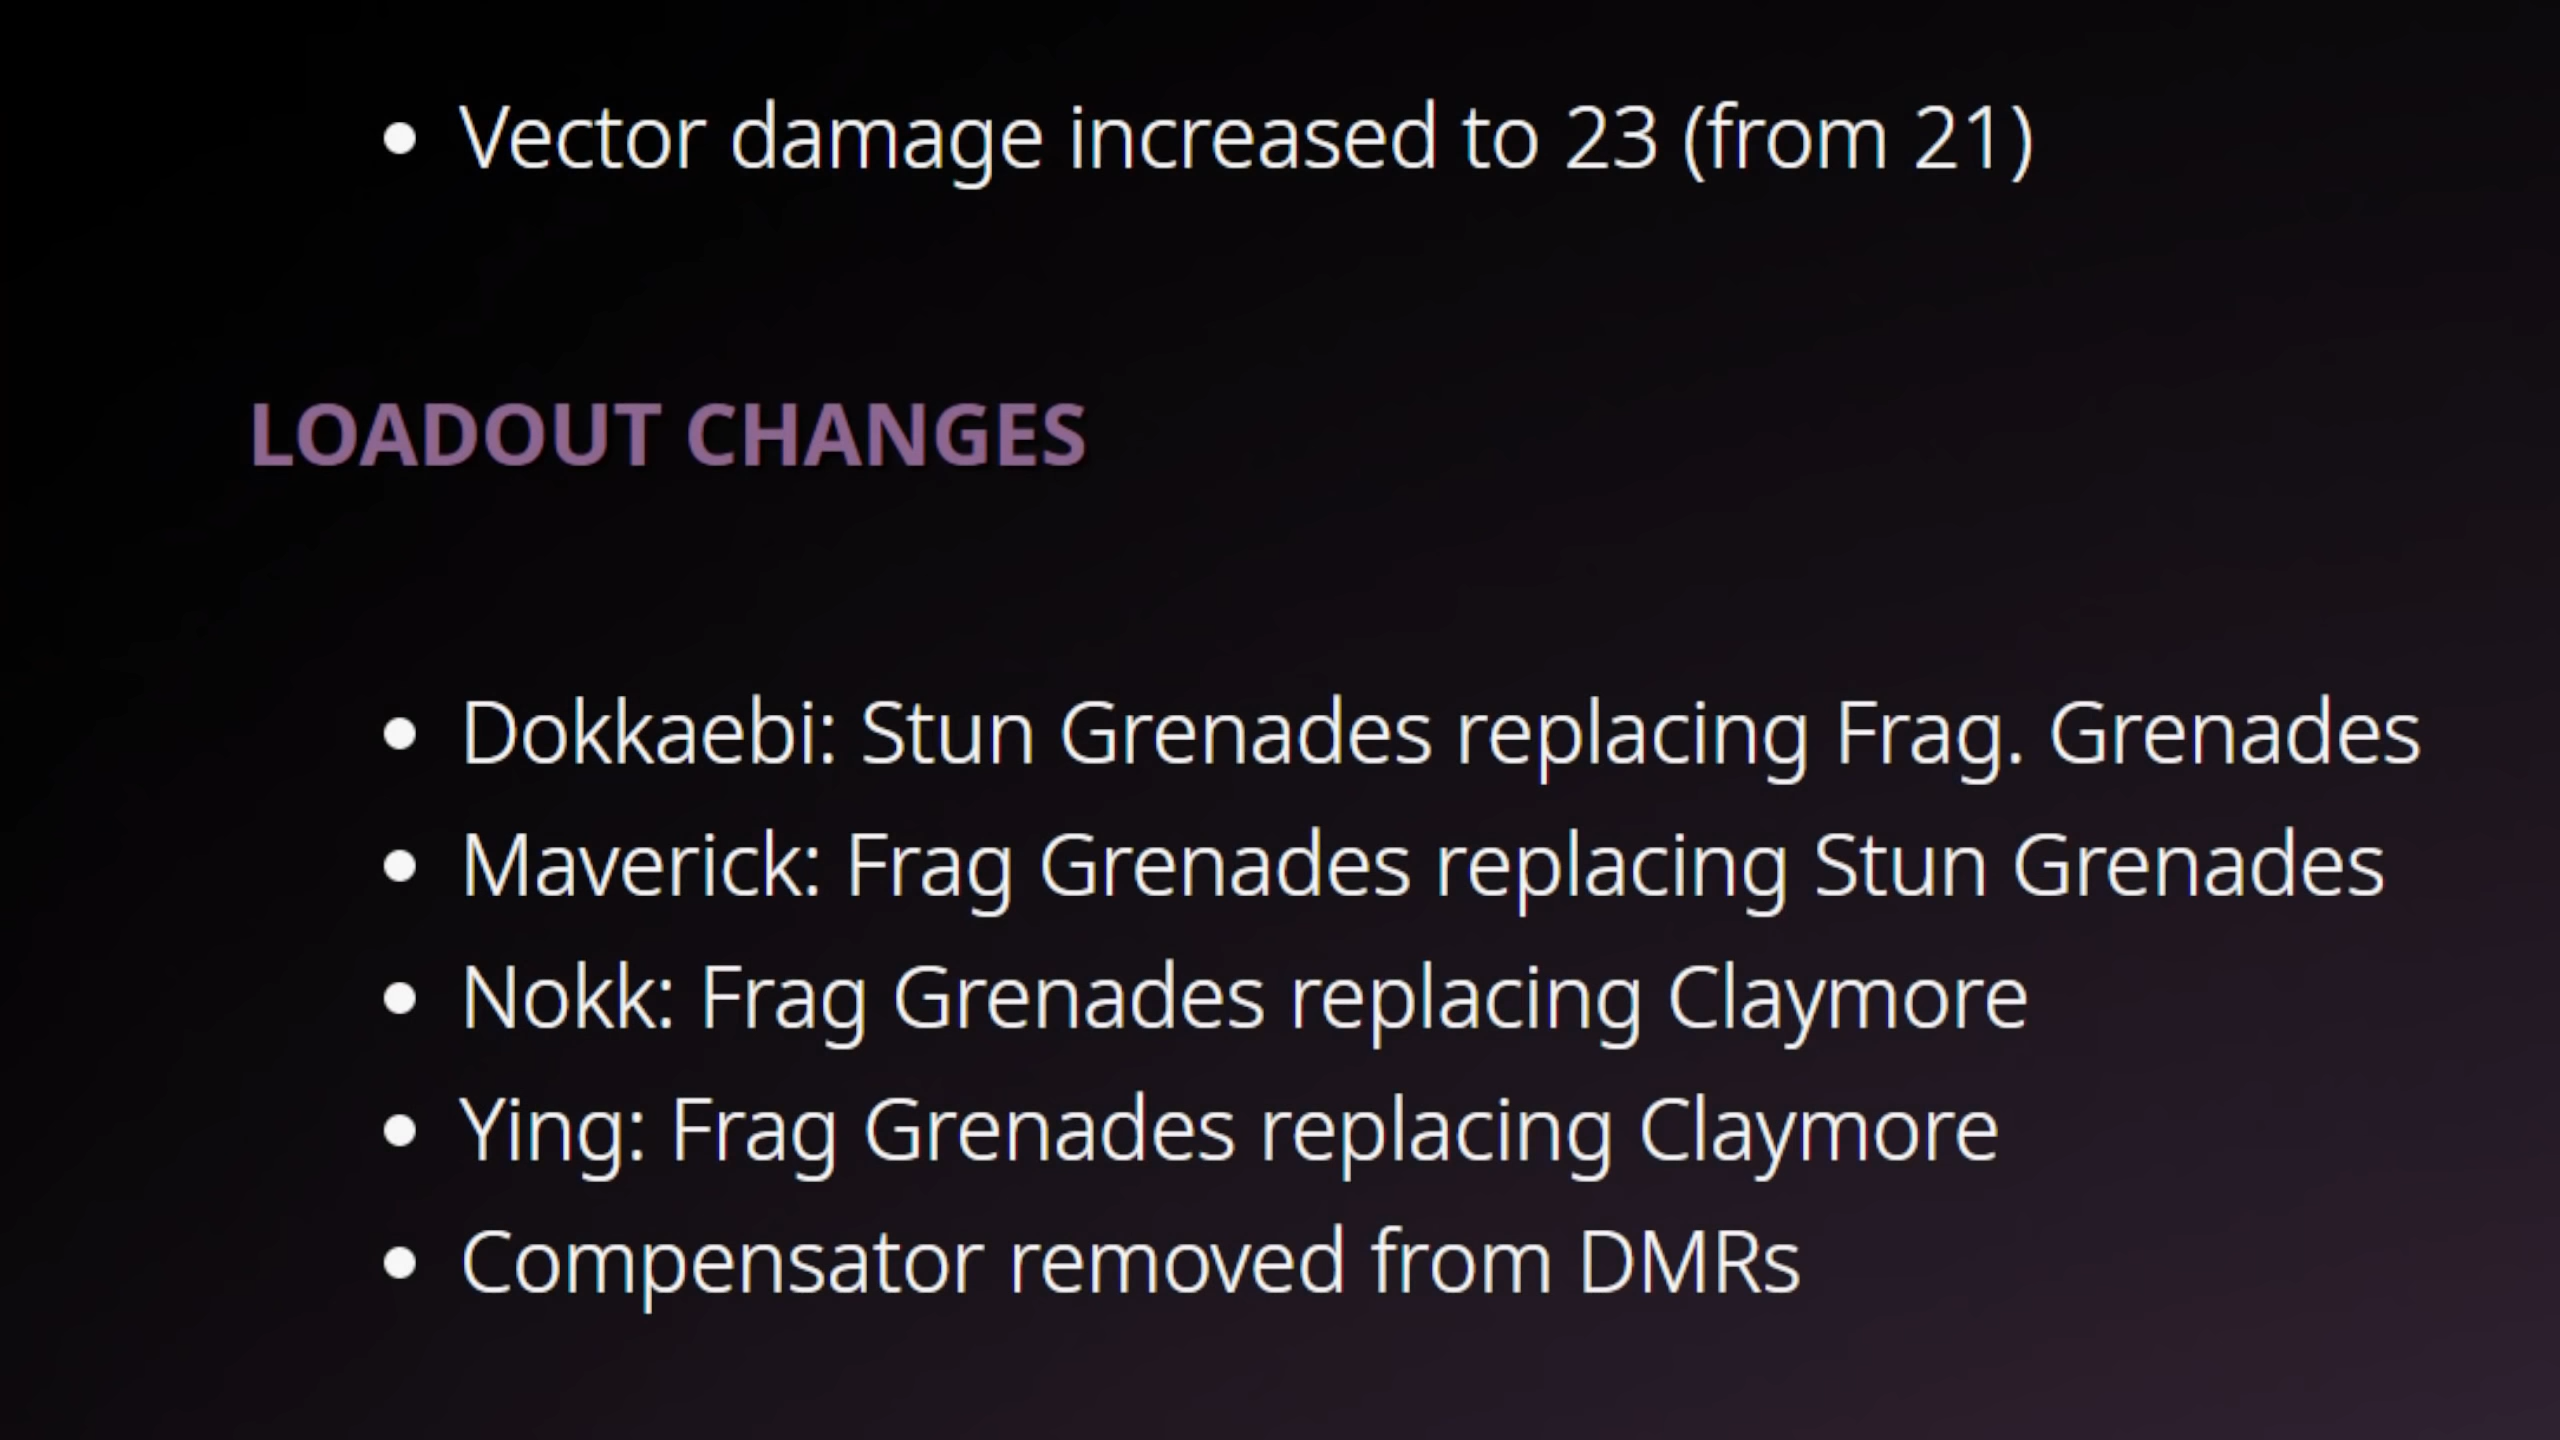 • Vector damage increased to 23 (from 21)
LOADOUT CHANGES
• Dokkaebi: Stun Grenades replacing Frag. Grenades
• Maverick: Frag Grenades replacing Stun Grenades
• Nokk: Frag Grenades replacing Claymore
• Ying: Frag Grenades replacing Claymore
• Compensator removed from DMRs